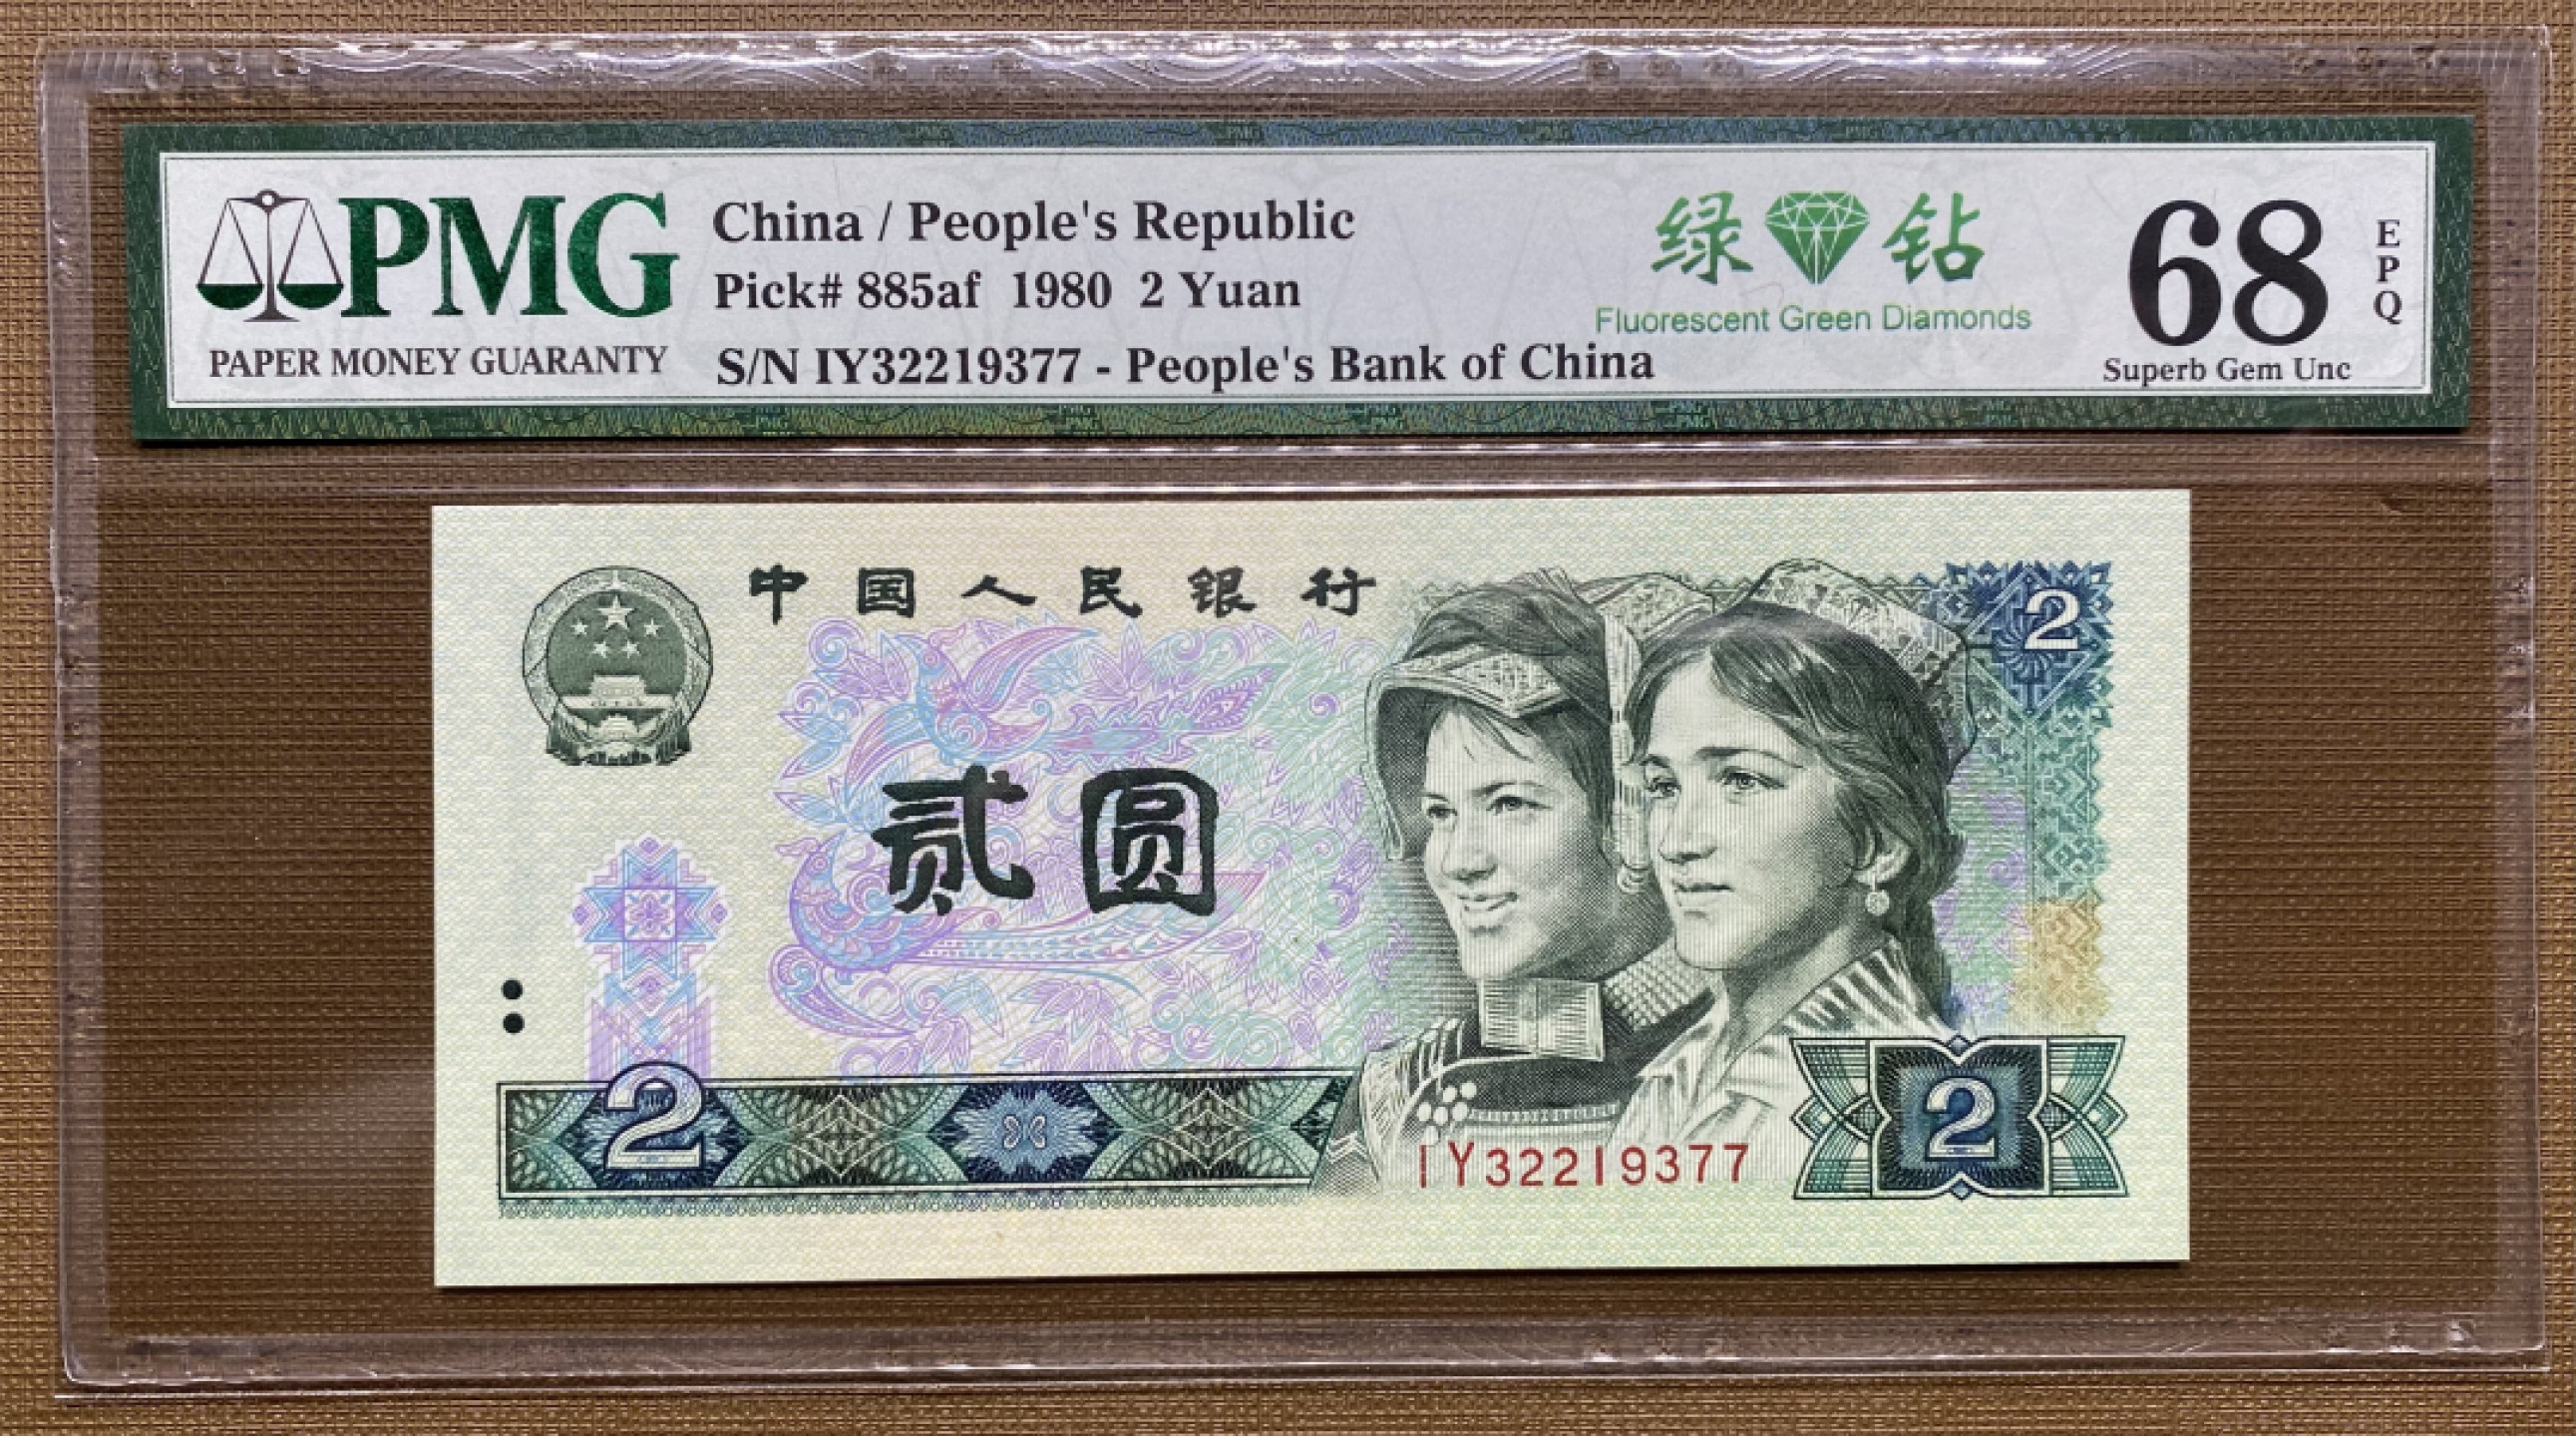 PMG
PAPER MONEY GUARANTY
China / People's Republic
Pick# 885af 1980 2 Yuan
S/N IY32219377 - People's Bank of China
绿钻
Fluorescent Green Diamonds
68
EPQ
Superb Gem Unc
中国人民银行
2
贰圆
2
2
IY32219377